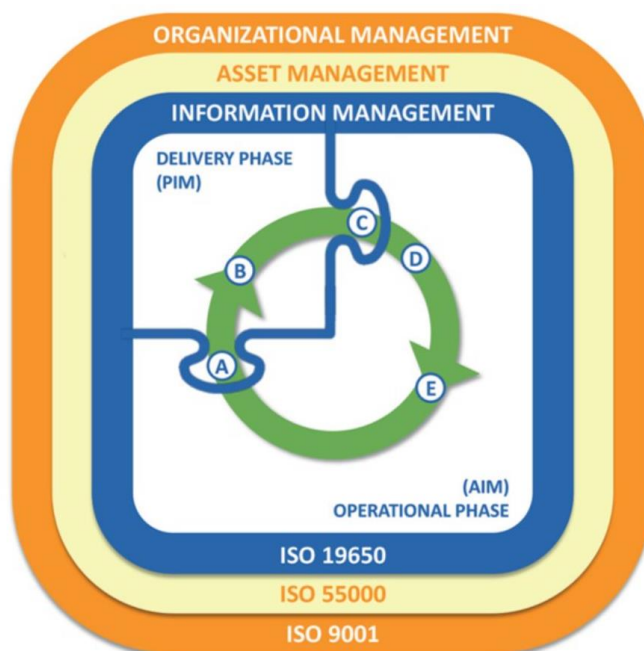 ORGANIZATIONAL MANAGEMENT
ASSET MANAGEMENT
INFORMATION MANAGEMENT
DELIVERY PHASE
(PIM)
C
D
B
A
E
(AIM)
OPERATIONAL PHASE
ISO 19650
ISO 55000
ISO 9001